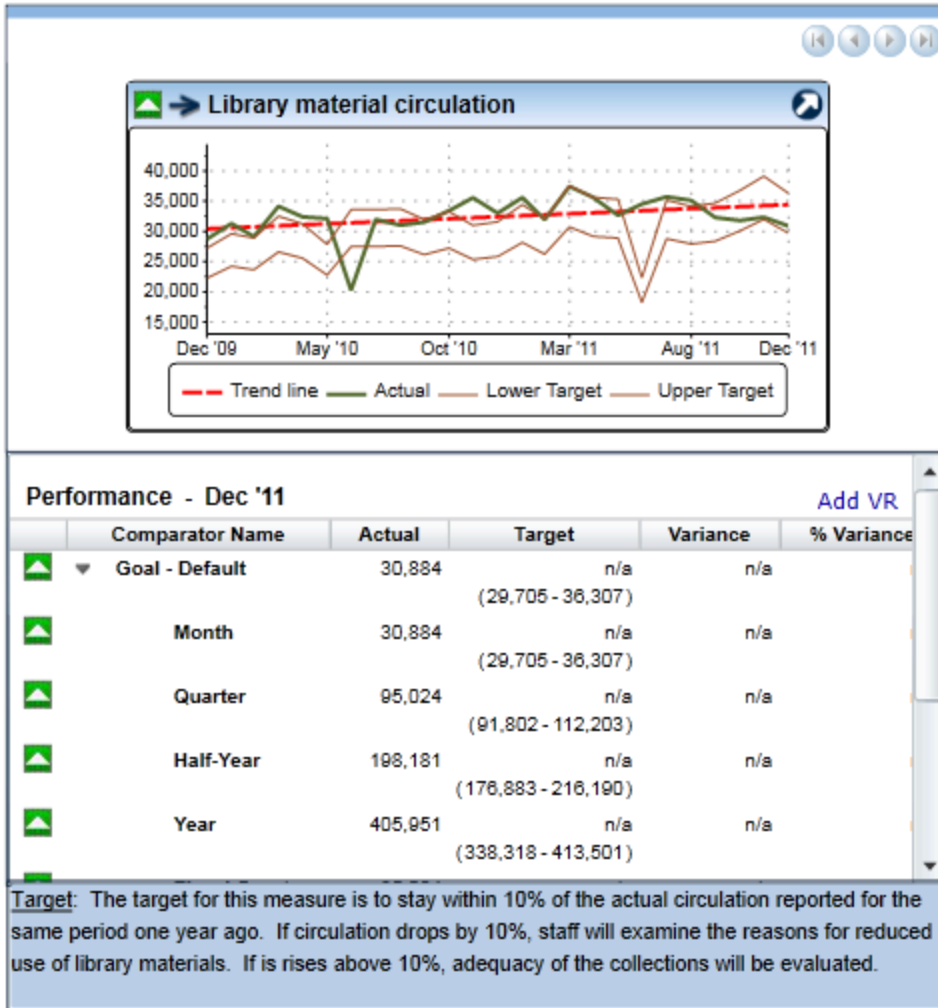 Library material circulation
40,000
35,000
30,000
25,000
20,000
15,000
Dec '09 May '10 Oct '10 Mar '11 Aug '11 Dec '11
Trend line Actual Lower Target Upper Target
Performance - Dec '11
Add VR
Comparator Name Actual Target Variance % Variance
Goal - Default 30,884 n/a n/a
(29,705 - 36,307)
Month 30,884 n/a n/a
(29,705 - 36,307)
Quarter 95,024 n/a n/a
(91,802 - 112,203)
Half-Year 198,181 n/a n/a
(176,883 - 216,190)
Year 405,951 n/a n/a
(338,318 - 413,501)
Target: The target for this measure is to stay within 10% of the actual circulation reported for the
same period one year ago. If circulation drops by 10%, staff will examine the reasons for reduced
use of library materials. If is rises above 10%, adequacy of the collections will be evaluated.